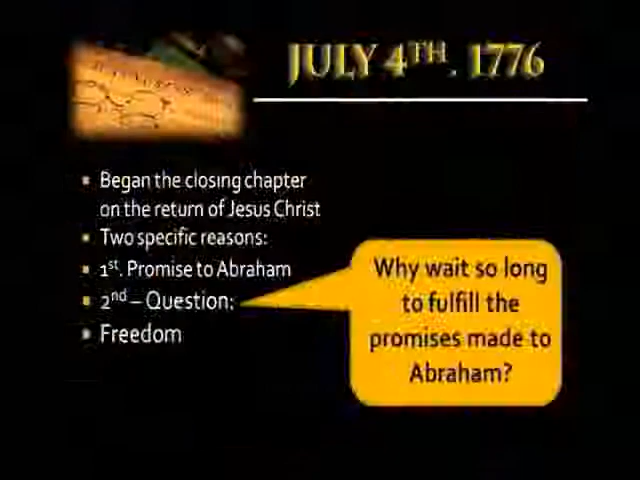 JULY 4TH. 1776
Began the closing chapter
on the return of Jesus Christ
Two specific reasons:
1st. Promise to Abraham
2nd – Question:
Freedom
Why wait so long
to fulfill the
promises made to
Abraham?